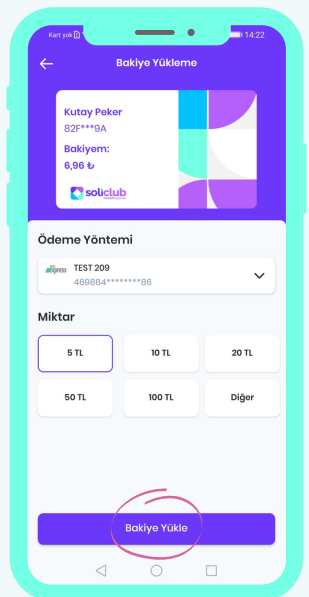 Kart yok
14:22
Bakiye Yükleme
Kutay Peker
82F***9A
Bakiyem:
6,96 ₺
soliclub
Ödeme Yöntemi
express
TEST 209
469884********86
Miktar
5 TL
10 TL
20 TL
50 TL
100 TL
Diğer
Bakiye Yükle